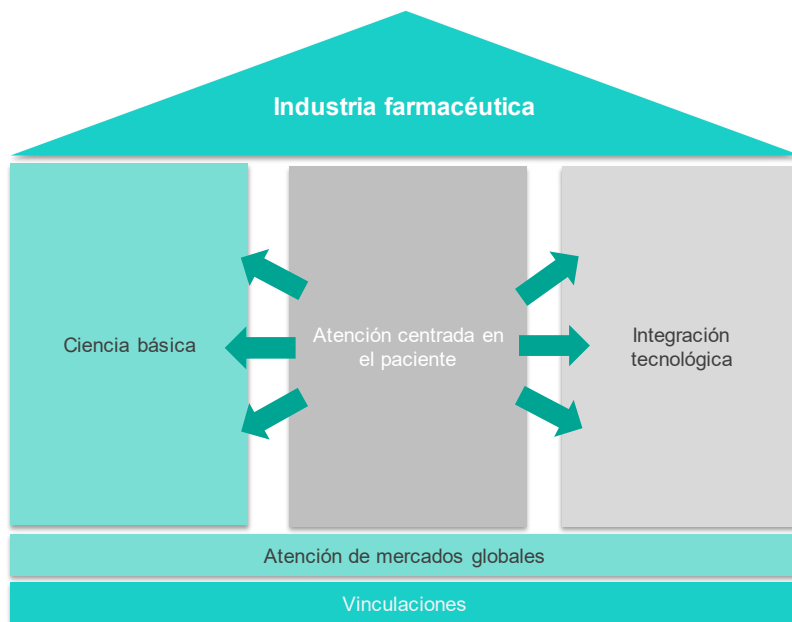 Industria farmacéutica
Ciencia básica
Atención centrada en
el paciente
Integración
tecnológica
Atención de mercados globales
Vinculaciones